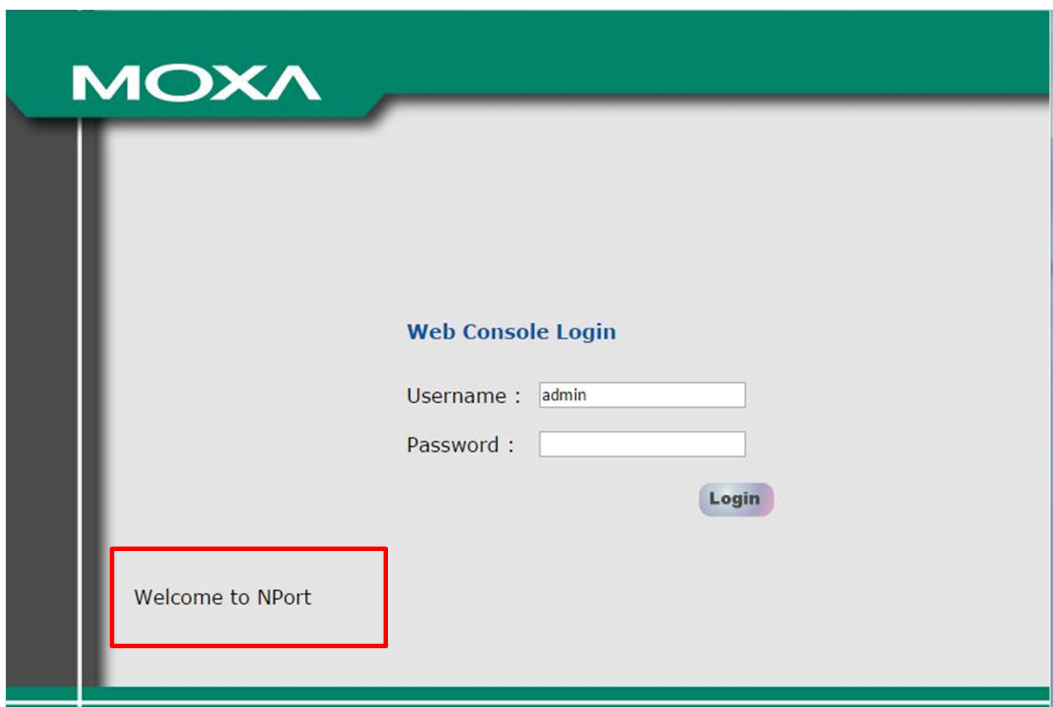 MOXA
Web Console Login
Username : admin
Password :
Login
Welcome to NPort